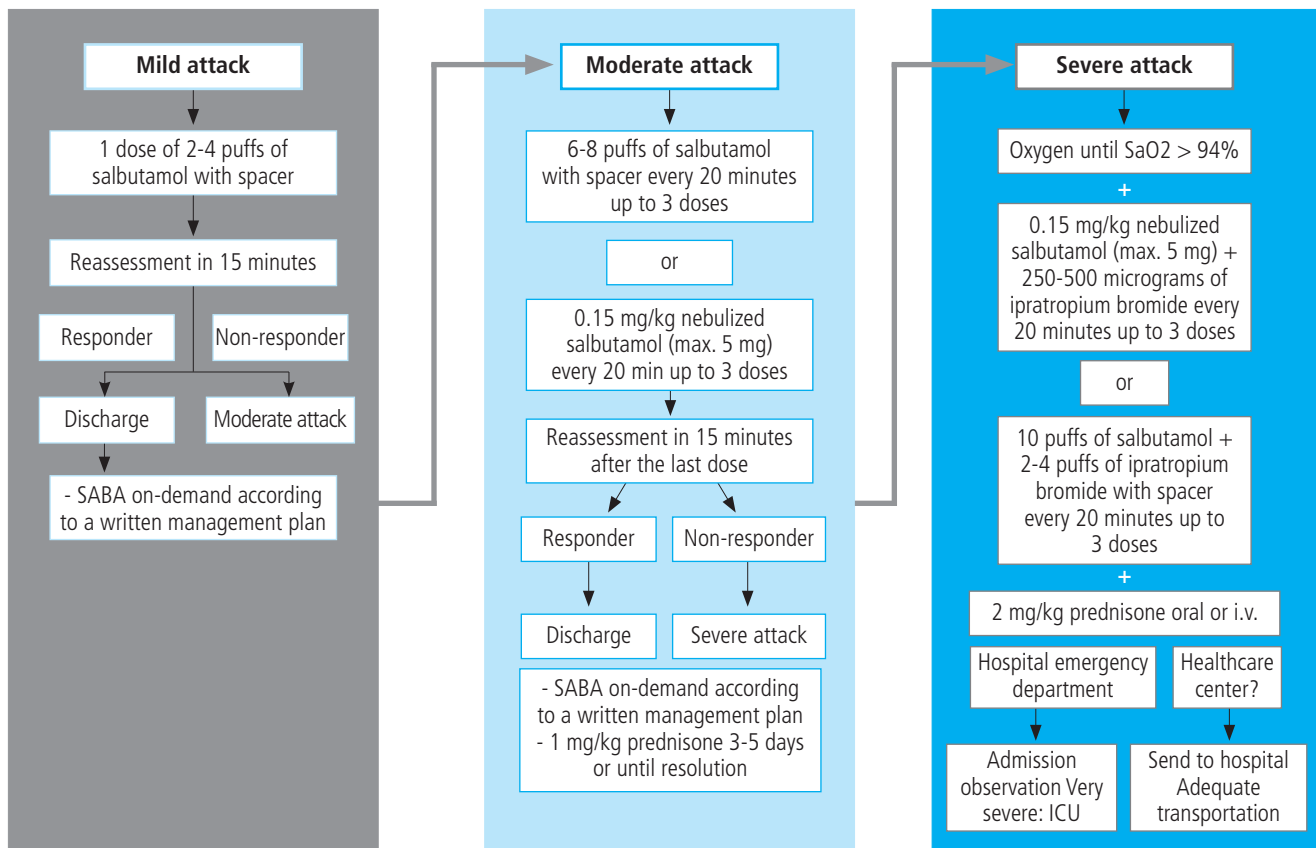 Mild attack
1 dose of 2-4 puffs of
salbutamol with spacer
Reassessment in 15 minutes
Responder
Non-responder
Discharge
Moderate attack
- SABA on-demand according
to a written management plan
Moderate attack
6-8 puffs of salbutamol
with spacer every 20 minutes
up to 3 doses
or
0.15 mg/kg nebulized
salbutamol (max. 5 mg)
every 20 min up to 3 doses
Reassessment in 15 minutes
after the last dose
Responder
Non-responder
Discharge
Severe attack
- SABA on-demand according
to a written management plan
- 1 mg/kg prednisone 3-5 days
or until resolution
Severe attack
Oxygen until SaO2 > 94%
+
0.15 mg/kg nebulized
salbutamol (max. 5 mg) +
250-500 micrograms of
ipratropium bromide every
20 minutes up to 3 doses
or
10 puffs of salbutamol +
2-4 puffs of ipratropium
bromide with spacer
every 20 minutes up to
3 doses
+
2 mg/kg prednisone oral or i.v.
Hospital emergency
department
Healthcare
center?
Admission
observation Very
severe: ICU
Send to hospital
Adequate
transportation